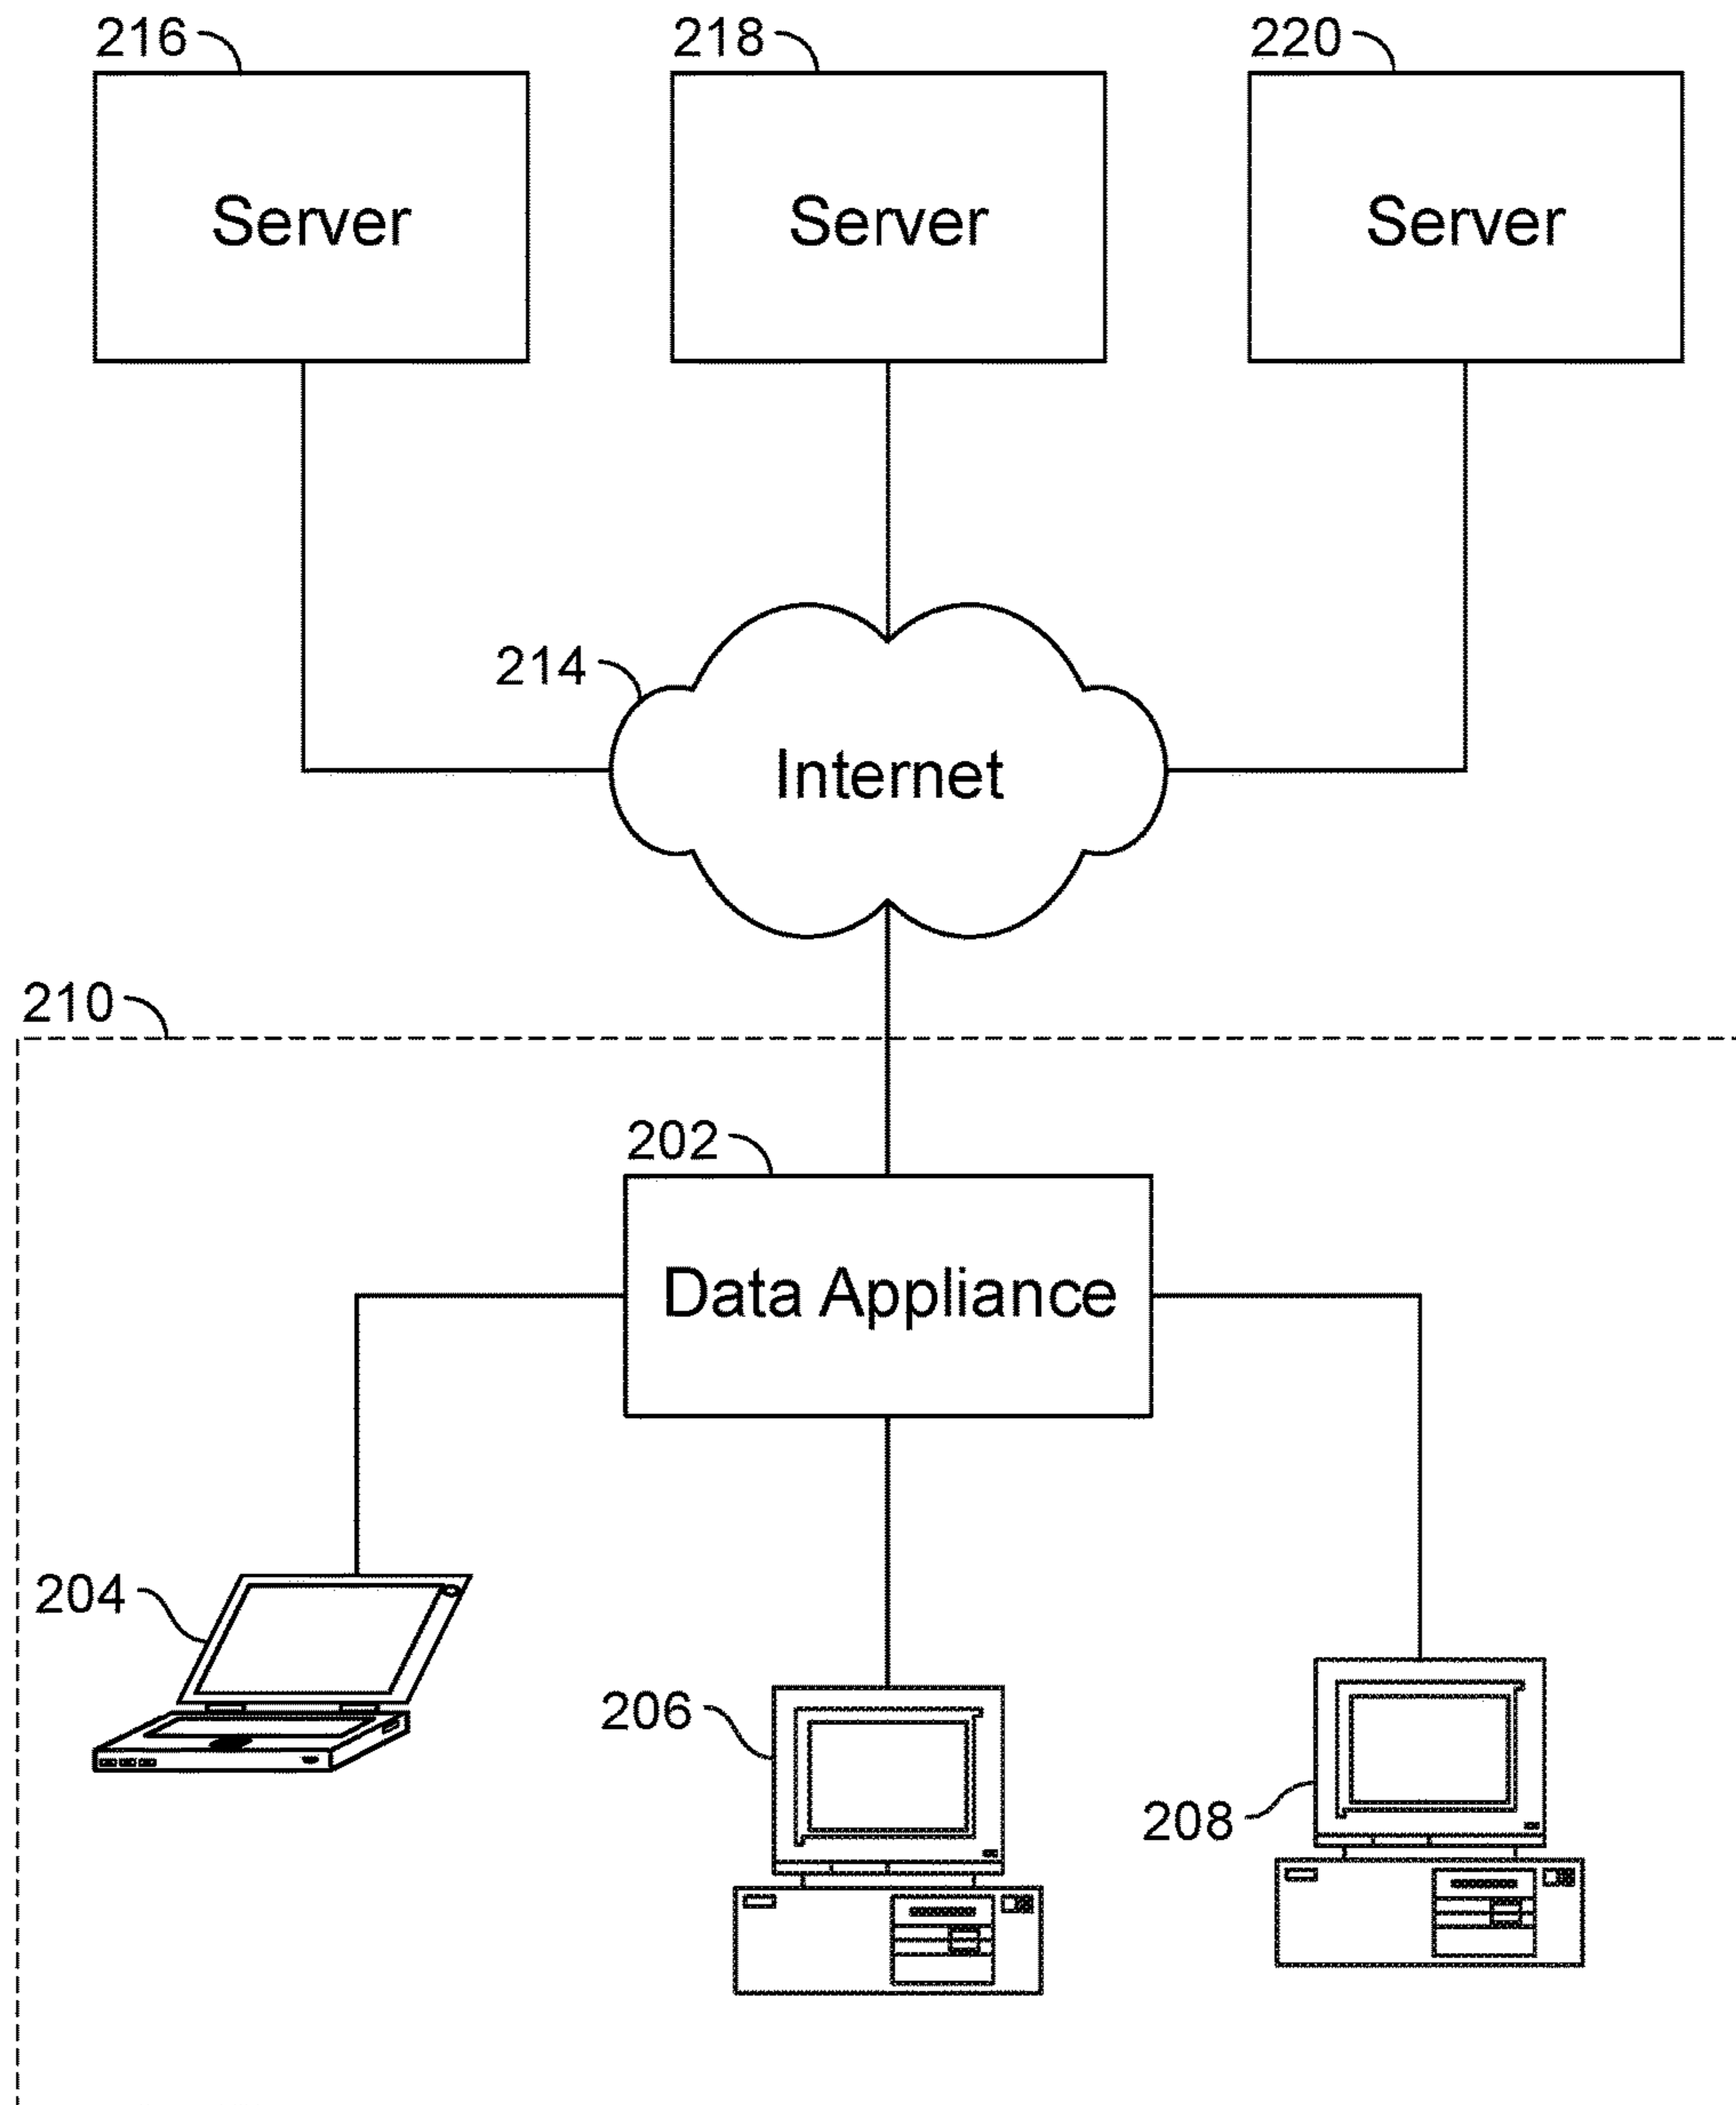 216
218
220
Server
Server
Server
214
Internet
210
202
Data Appliance
204
206
208